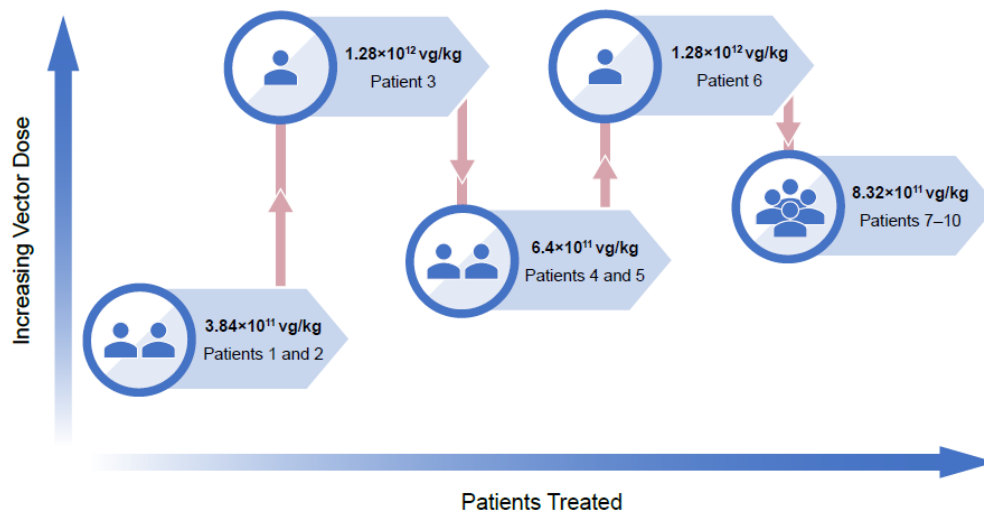 Increasing Vector Dose
3.84×10¹¹ vg/kg
Patients 1 and 2
1.28×10¹² vg/kg
Patient 3
6.4×10¹¹ vg/kg
Patients 4 and 5
1.28×10¹² vg/kg
Patient 6
8.32×10¹¹ vg/kg
Patients 7–10
Patients Treated